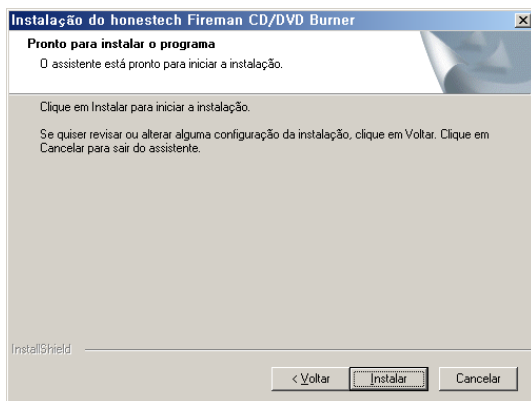 Instalação do honestech Fireman CD/DVD Burner
Pronto para instalar o programa
O assistente está pronto para iniciar a instalação.
Clique em Instalar para iniciar a instalação.
Se quiser revisar ou alterar alguma configuração da instalação, clique em Voltar. Clique em
Cancelar para sair do assistente.
InstallShield
< Voltar
Instalar
Cancelar